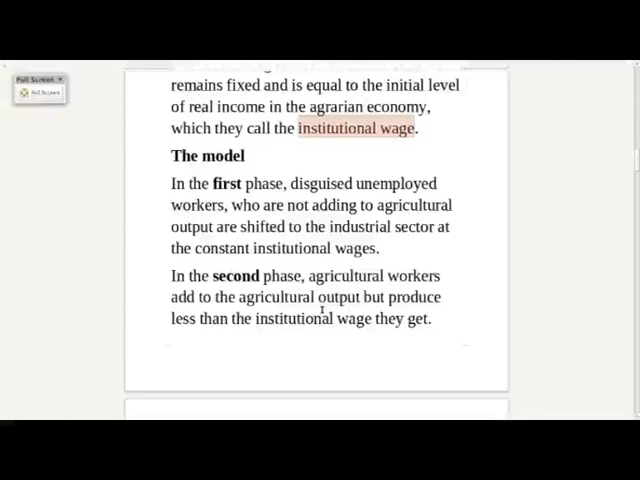 Full Screen
Full Screen
remains fixed and is equal to the initial level
of real income in the agrarian economy,
which they call the institutional wage.
The model
In the first phase, disguised unemployed
workers, who are not adding to agricultural
output are shifted to the industrial sector at
the constant institutional wages.
In the second phase, agricultural workers
add to the agricultural output but produce
less than the institutional wage they get.